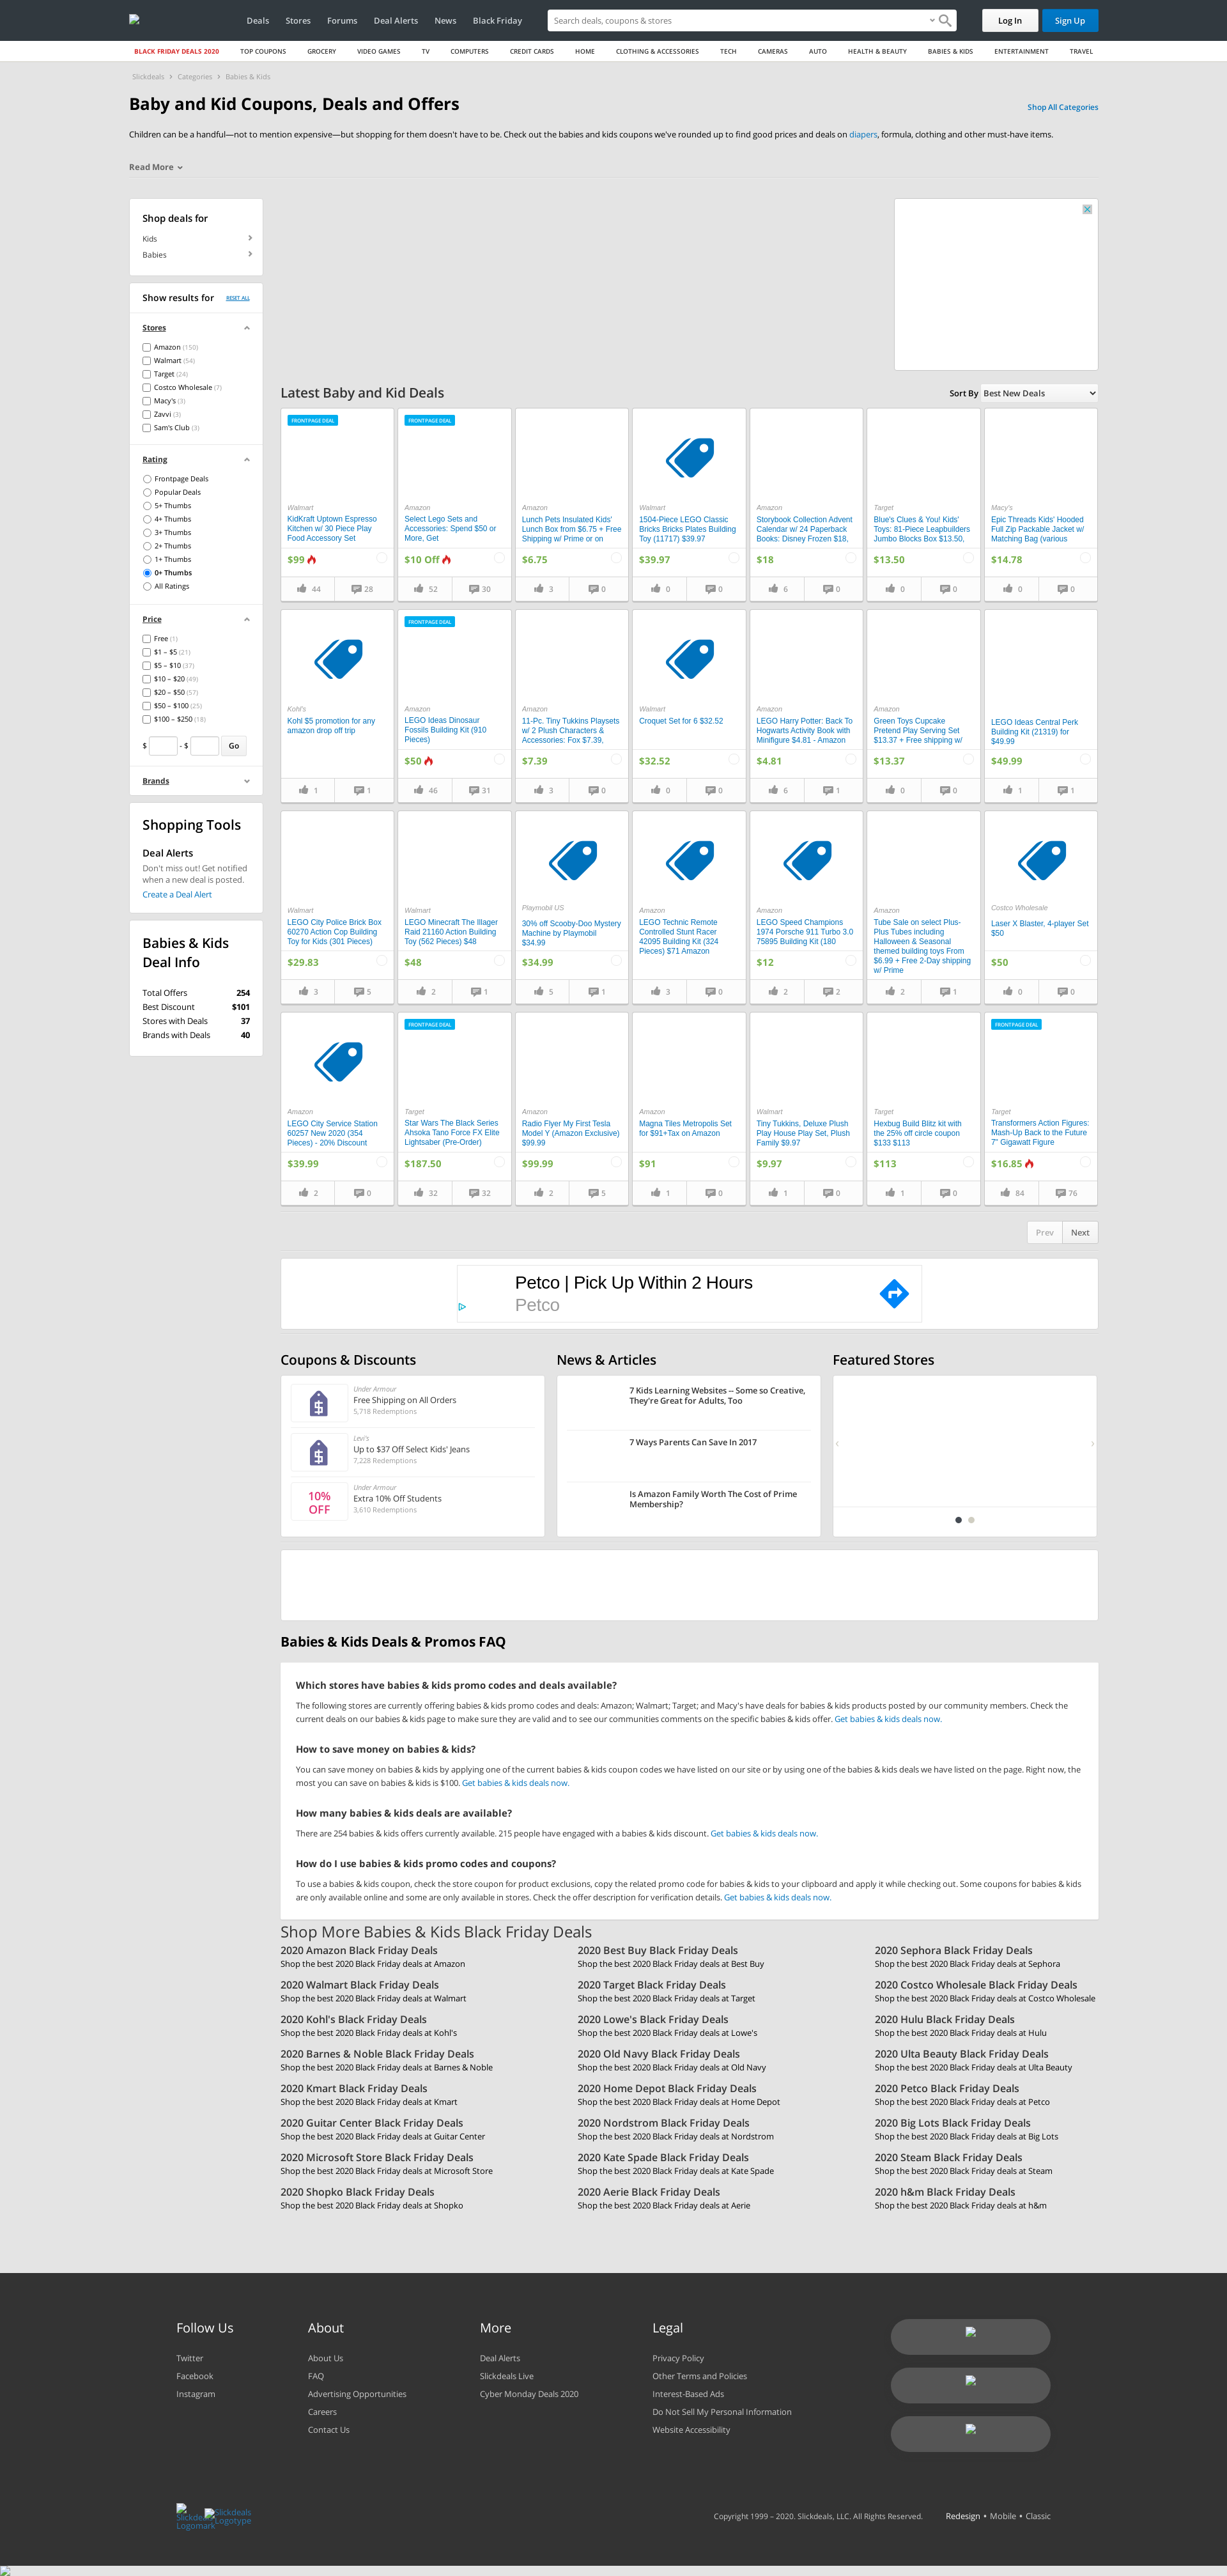 Deals Stores Forums Deal Alerts News Black Friday
Search deals, coupons & stores
Log In Sign Up
BLACK FRIDAY DEALS 2020 TOP COUPONS GROCERY VIDEO GAMES TV COMPUTERS CREDIT CARDS HOME CLOTHING & ACCESSORIES TECH CAMERAS AUTO HEALTH & BEAUTY BABIES & KIDS ENTERTAINMENT TRAVEL
Slickdeals › Categories › Babies & Kids
Baby and Kid Coupons, Deals and Offers
Shop All Categories
Children can be a handful—not to mention expensive—but shopping for them doesn't have to be. Check out the babies and kids coupons we've rounded up to find good prices and deals on diapers, formula, clothing and other must-have items.
Read More
Shop deals for
Kids
Babies
Show results for RESET ALL
Stores
Amazon (150)
Walmart (54)
Target (24)
Costco Wholesale (7)
Macy's (3)
Zavvi (3)
Sam's Club (3)
Rating
Frontpage Deals
Popular Deals
5+ Thumbs
4+ Thumbs
3+ Thumbs
2+ Thumbs
1+ Thumbs
0+ Thumbs
All Ratings
Price
Free (1)
$1 – $5 (21)
$5 – $10 (37)
$10 – $20 (49)
$20 – $50 (57)
$50 – $100 (25)
$100 – $250 (18)
$ - $ Go
Brands
Shopping Tools
Deal Alerts
Don't miss out! Get notified
when a new deal is posted.
Create a Deal Alert
Babies & Kids
Deal Info
Total Offers 254
Best Discount $101
Stores with Deals 37
Brands with Deals 40
Latest Baby and Kid Deals
Sort By Best New Deals
FRONTPAGE DEAL
Walmart
KidKraft Uptown Espresso
Kitchen w/ 30 Piece Play
Food Accessory Set
$99
44 28
FRONTPAGE DEAL
Amazon
Select Lego Sets and
Accessories: Spend $50 or
More, Get
$10 Off
52 30
Amazon
Lunch Pets Insulated Kids'
Lunch Box from $6.75 + Free
Shipping w/ Prime or on
$6.75
3 0
Walmart
1504-Piece LEGO Classic
Bricks Bricks Plates Building
Toy (11717) $39.97
$39.97
0 0
Amazon
Storybook Collection Advent
Calendar w/ 24 Paperback
Books: Disney Frozen $18,
$18
6 0
Target
Blue's Clues & You! Kids'
Toys: 81-Piece Leapbuilders
Jumbo Blocks Box $13.50,
$13.50
0 0
Macy's
Epic Threads Kids' Hooded
Full Zip Packable Jacket w/
Matching Bag (various
$14.78
0 0
Kohl's
Kohl $5 promotion for any
amazon drop off trip
1 1
FRONTPAGE DEAL
Amazon
LEGO Ideas Dinosaur
Fossils Building Kit (910
Pieces)
$50
46 31
Amazon
11-Pc. Tiny Tukkins Playsets
w/ 2 Plush Characters &
Accessories: Fox $7.39,
$7.39
3 0
Walmart
Croquet Set for 6 $32.52
$32.52
0 0
Amazon
LEGO Harry Potter: Back To
Hogwarts Activity Book with
Minifigure $4.81 - Amazon
$4.81
6 1
Amazon
Green Toys Cupcake
Pretend Play Serving Set
$13.37 + Free shipping w/
$13.37
0 0
LEGO Ideas Central Perk
Building Kit (21319) for
$49.99
$49.99
1 1
Walmart
LEGO City Police Brick Box
60270 Action Cop Building
Toy for Kids (301 Pieces)
$29.83
3 5
Walmart
LEGO Minecraft The Illager
Raid 21160 Action Building
Toy (562 Pieces) $48
$48
2 1
Playmobil US
30% off Scooby-Doo Mystery
Machine by Playmobil
$34.99
$34.99
5 1
Amazon
LEGO Technic Remote
Controlled Stunt Racer
42095 Building Kit (324
Pieces) $71 Amazon
3 0
Amazon
LEGO Speed Champions
1974 Porsche 911 Turbo 3.0
75895 Building Kit (180
$12
2 2
Amazon
Tube Sale on select Plus-
Plus Tubes including
Halloween & Seasonal
themed building toys From
$6.99 + Free 2-Day shipping
w/ Prime
2 1
Costco Wholesale
Laser X Blaster, 4-player Set
$50
$50
0 0
Amazon
LEGO City Service Station
60257 New 2020 (354
Pieces) - 20% Discount
$39.99
2 0
FRONTPAGE DEAL
Target
Star Wars The Black Series
Ahsoka Tano Force FX Elite
Lightsaber (Pre-Order)
$187.50
32 32
Amazon
Radio Flyer My First Tesla
Model Y (Amazon Exclusive)
$99.99
$99.99
2 5
Amazon
Magna Tiles Metropolis Set
for $91+Tax on Amazon
$91
1 0
Walmart
Tiny Tukkins, Deluxe Plush
Play House Play Set, Plush
Family $9.97
$9.97
1 0
Target
Hexbug Build Blitz kit with
the 25% off circle coupon
$133 $113
$113
1 0
FRONTPAGE DEAL
Target
Transformers Action Figures:
Mash-Up Back to the Future
7" Gigawatt Figure
$16.85
84 76
Prev Next
Petco | Pick Up Within 2 Hours
Petco
Coupons & Discounts
Under Armour
Free Shipping on All Orders
5,718 Redemptions
Levi's
Up to $37 Off Select Kids' Jeans
7,228 Redemptions
10%
OFF
Under Armour
Extra 10% Off Students
3,610 Redemptions
News & Articles
7 Kids Learning Websites -- Some so Creative,
They're Great for Adults, Too
7 Ways Parents Can Save In 2017
Is Amazon Family Worth The Cost of Prime
Membership?
Featured Stores
Babies & Kids Deals & Promos FAQ
Which stores have babies & kids promo codes and deals available?
The following stores are currently offering babies & kids promo codes and deals: Amazon; Walmart; Target; and Macy's have deals for babies & kids products posted by our community members. Check the
current deals on our babies & kids page to make sure they are valid and to see our communities comments on the specific babies & kids offer. Get babies & kids deals now.
How to save money on babies & kids?
You can save money on babies & kids by applying one of the current babies & kids coupon codes we have listed on our site or by using one of the babies & kids deals we have listed on the page. Right now, the
most you can save on babies & kids is $100. Get babies & kids deals now.
How many babies & kids deals are available?
There are 254 babies & kids offers currently available. 215 people have engaged with a babies & kids discount. Get babies & kids deals now.
How do I use babies & kids promo codes and coupons?
To use a babies & kids coupon, check the store coupon for product exclusions, copy the related promo code for babies & kids to your clipboard and apply it while checking out. Some coupons for babies & kids
are only available online and some are only available in stores. Check the offer description for verification details. Get babies & kids deals now.
Shop More Babies & Kids Black Friday Deals
2020 Amazon Black Friday Deals
Shop the best 2020 Black Friday deals at Amazon
2020 Best Buy Black Friday Deals
Shop the best 2020 Black Friday deals at Best Buy
2020 Sephora Black Friday Deals
Shop the best 2020 Black Friday deals at Sephora
2020 Walmart Black Friday Deals
Shop the best 2020 Black Friday deals at Walmart
2020 Target Black Friday Deals
Shop the best 2020 Black Friday deals at Target
2020 Costco Wholesale Black Friday Deals
Shop the best 2020 Black Friday deals at Costco Wholesale
2020 Kohl's Black Friday Deals
Shop the best 2020 Black Friday deals at Kohl's
2020 Lowe's Black Friday Deals
Shop the best 2020 Black Friday deals at Lowe's
2020 Hulu Black Friday Deals
Shop the best 2020 Black Friday deals at Hulu
2020 Barnes & Noble Black Friday Deals
Shop the best 2020 Black Friday deals at Barnes & Noble
2020 Old Navy Black Friday Deals
Shop the best 2020 Black Friday deals at Old Navy
2020 Ulta Beauty Black Friday Deals
Shop the best 2020 Black Friday deals at Ulta Beauty
2020 Kmart Black Friday Deals
Shop the best 2020 Black Friday deals at Kmart
2020 Home Depot Black Friday Deals
Shop the best 2020 Black Friday deals at Home Depot
2020 Petco Black Friday Deals
Shop the best 2020 Black Friday deals at Petco
2020 Guitar Center Black Friday Deals
Shop the best 2020 Black Friday deals at Guitar Center
2020 Nordstrom Black Friday Deals
Shop the best 2020 Black Friday deals at Nordstrom
2020 Big Lots Black Friday Deals
Shop the best 2020 Black Friday deals at Big Lots
2020 Microsoft Store Black Friday Deals
Shop the best 2020 Black Friday deals at Microsoft Store
2020 Kate Spade Black Friday Deals
Shop the best 2020 Black Friday deals at Kate Spade
2020 Steam Black Friday Deals
Shop the best 2020 Black Friday deals at Steam
2020 Shopko Black Friday Deals
Shop the best 2020 Black Friday deals at Shopko
2020 Aerie Black Friday Deals
Shop the best 2020 Black Friday deals at Aerie
2020 h&m Black Friday Deals
Shop the best 2020 Black Friday deals at h&m
Follow Us
Twitter
Facebook
Instagram
About
About Us
FAQ
Advertising Opportunities
Careers
Contact Us
More
Deal Alerts
Slickdeals Live
Cyber Monday Deals 2020
Legal
Privacy Policy
Other Terms and Policies
Interest-Based Ads
Do Not Sell My Personal Information
Website Accessibility
Slickdeals
Logomark
Slickdeals
Logotype
Copyright 1999 – 2020. Slickdeals, LLC. All Rights Reserved. Redesign • Mobile • Classic